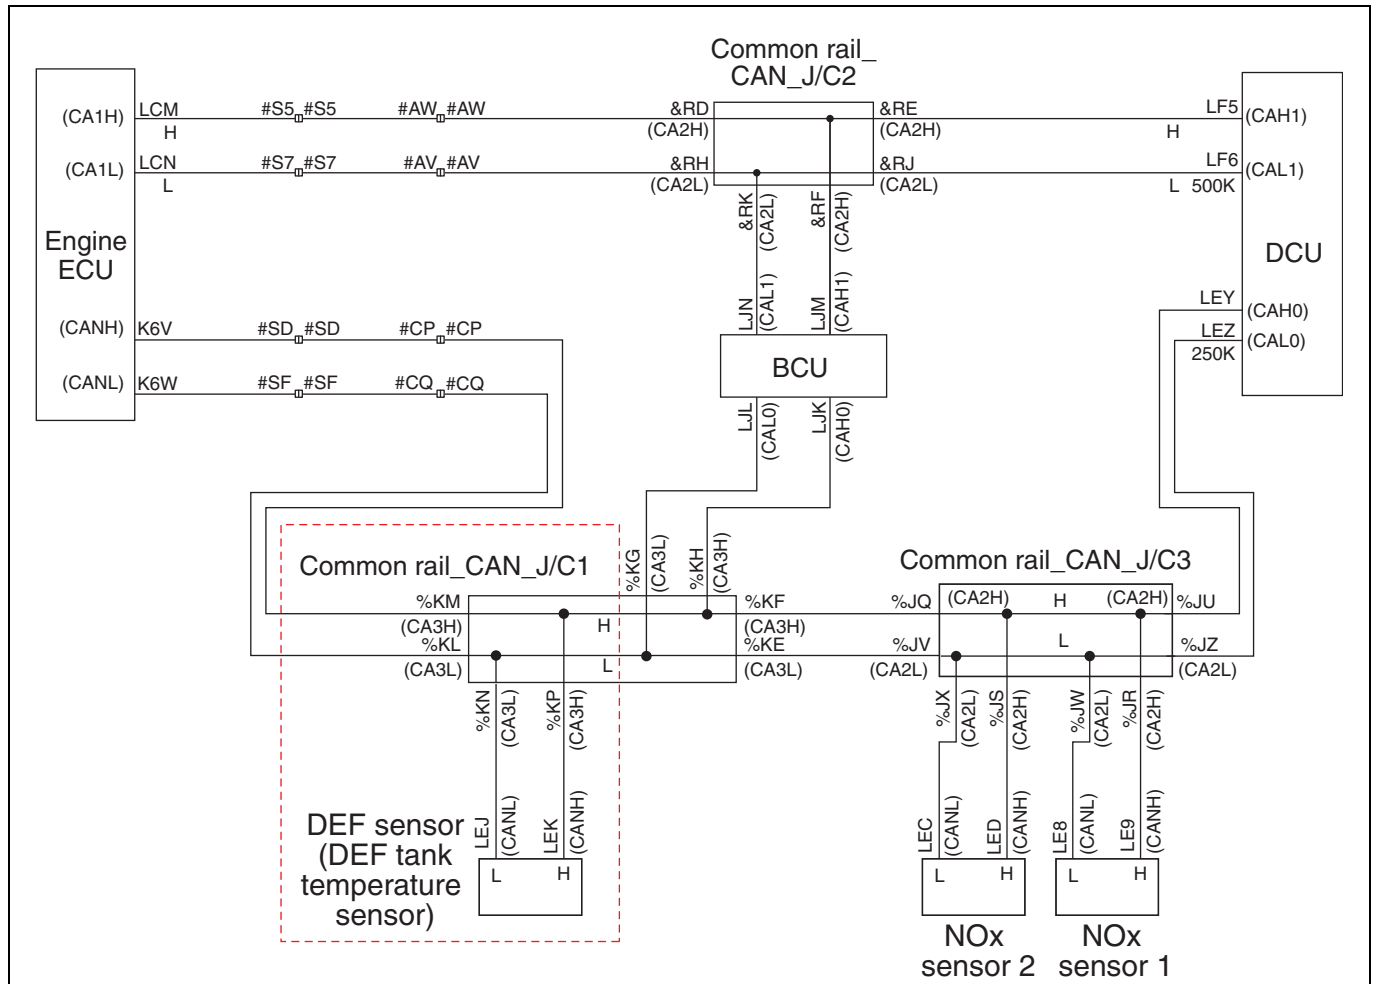 Common rail_
CAN_J/C2
(CA1H)
LCM
H
#S5
#S5
#AW
#AW
&RD
(CA2H)
&RE
(CA2H)
H
LF5
(CAH1)
(CA1L)
LCN
L
#S7
#S7
#AV
#AV
&RH
(CA2L)
&RJ
(CA2L)
L
500K
LF6
(CAL1)
&RK
(CA2L)
&RF
(CA2H)
Engine
ECU
DCU
LJN
(CAL1)
LJM
(CAH1)
LEY
(CAH0)
LEZ
250K
(CAL0)
(CANH)
K6V
#SD
#SD
#CP
#CP
(CANL)
K6W
#SF
#SF
#CQ
#CQ
BCU
LJL
(CAL0)
LJK
(CAH0)
Common rail_CAN_J/C1
%KG
(CA3L)
%KH
(CA3H)
Common rail_CAN_J/C3
%KM
(CA3H)
H
%KF
(CA3H)
%JQ
(CA2H)
H
(CA2H)
%JU
%KL
(CA3L)
L
%KE
(CA3L)
%JV
(CA2L)
L
%JZ
(CA2L)
%KN
(CA3L)
%KP
(CA3H)
%JX
(CA2L)
%JS
(CA2H)
%JW
(CA2L)
%JR
(CA2H)
LEJ
(CANL)
LEK
(CANH)
LEC
(CANL)
LED
(CANH)
LE8
(CANL)
LE9
(CANH)
DEF sensor
(DEF tank
temperature
sensor)
L
H
L
H
L
H
NOx
sensor 2
NOx
sensor 1